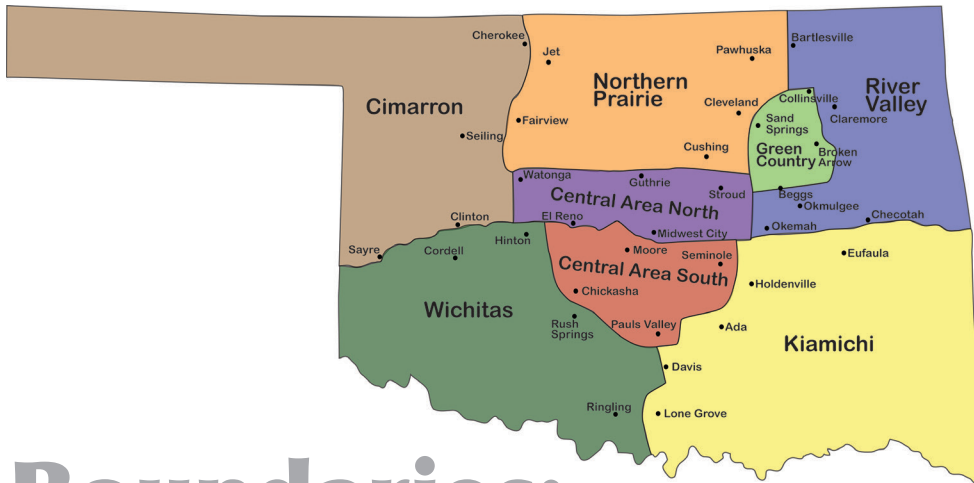 Cherokee
Jet
Pawhuska
Bartlesville
Northern
Prairie
River
Valley
Cimarron
Collinsville
Cleveland
Claremore
Fairview
Sand
Springs
Seiling
Green
Country
Broken
Arrow
Cushing
Watonga
Guthrie
Stroud
Beggs
Central Area North
Okmulgee
Clinton
El Reno
Checotah
Okemah
Hinton
Midwest City
Sayre
Cordell
Moore
Seminole
Eufaula
Central Area South
Chickasha
Holdenville
Wichitas
Rush
Springs
Pauls Valley
Ada
Kiamichi
Davis
Ringling
Lone Grove
Boundaries: